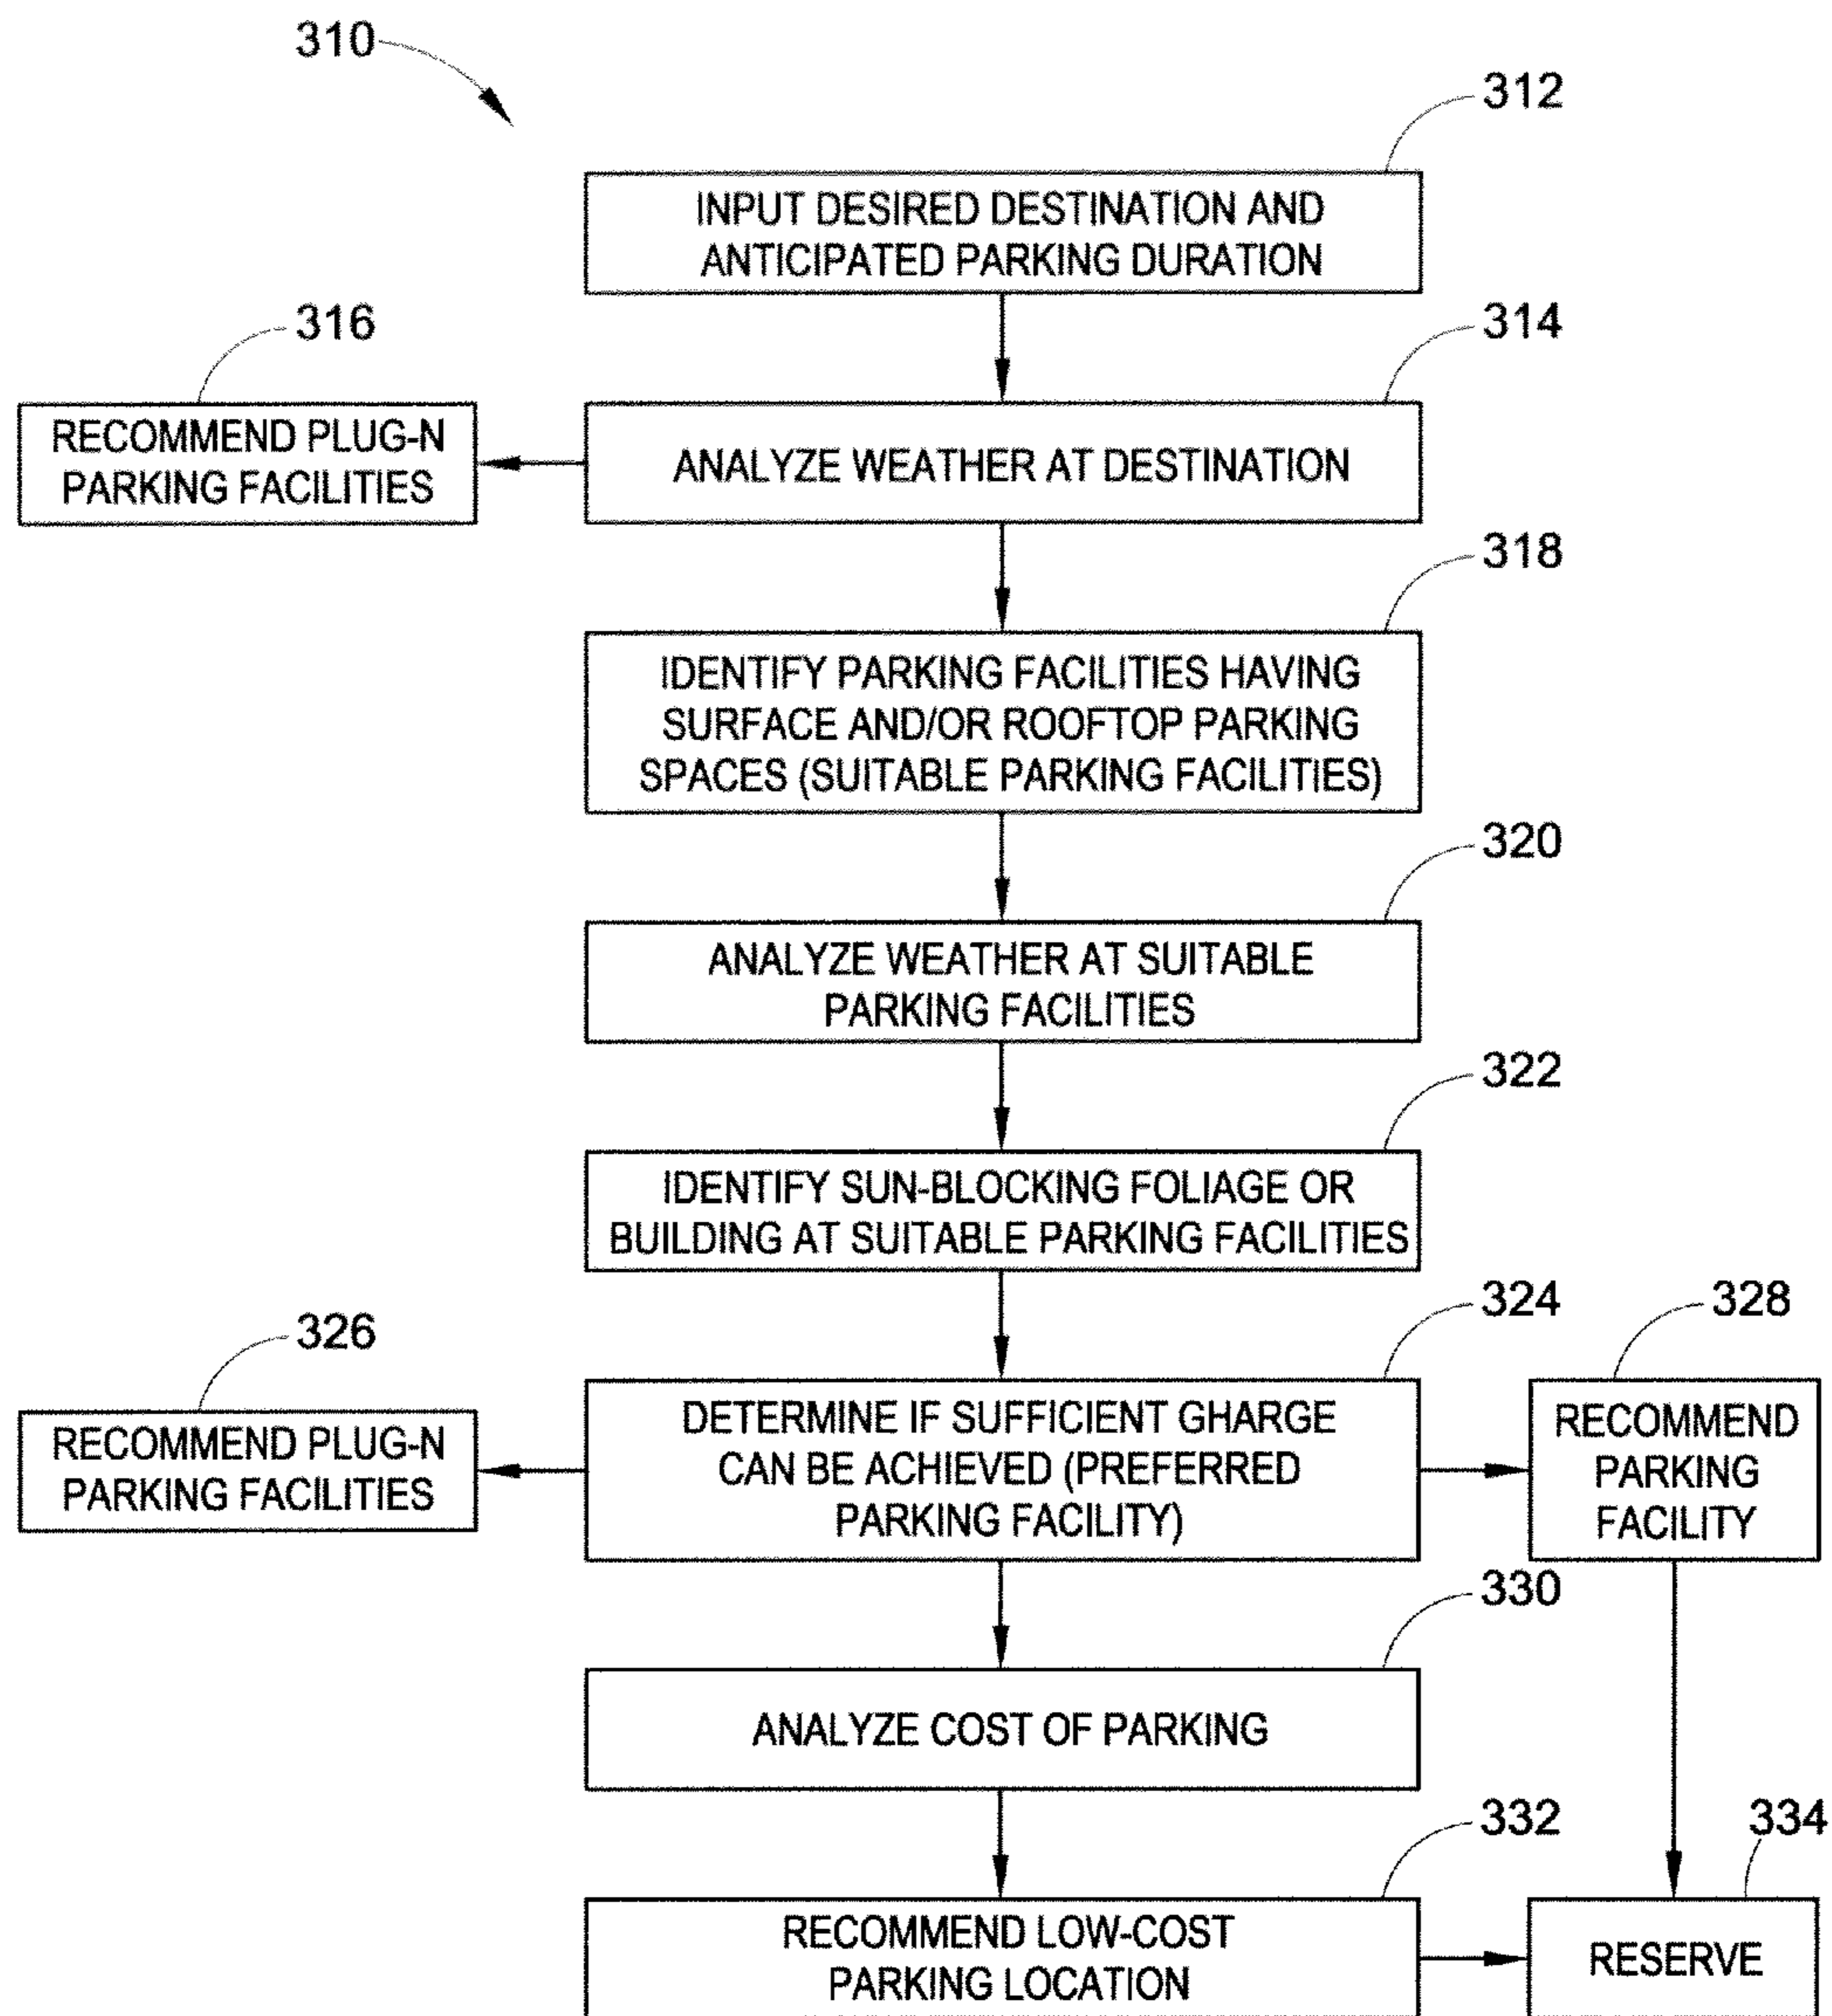 310
312
INPUT DESIRED DESTINATION AND
ANTICIPATED PARKING DURATION
316
314
RECOMMEND PLUG-N
PARKING FACILITIES
ANALYZE WEATHER AT DESTINATION
318
IDENTIFY PARKING FACILITIES HAVING
SURFACE AND/OR ROOFTOP PARKING
SPACES (SUITABLE PARKING FACILITIES)
320
ANALYZE WEATHER AT SUITABLE
PARKING FACILITIES
322
IDENTIFY SUN-BLOCKING FOLIAGE OR
BUILDING AT SUITABLE PARKING FACILITIES
326
324
328
RECOMMEND PLUG-N
PARKING FACILITIES
DETERMINE IF SUFFICIENT GHARGE
CAN BE ACHIEVED (PREFERRED
PARKING FACILITY)
RECOMMEND
PARKING
FACILITY
330
ANALYZE COST OF PARKING
332
334
RECOMMEND LOW-COST
PARKING LOCATION
RESERVE